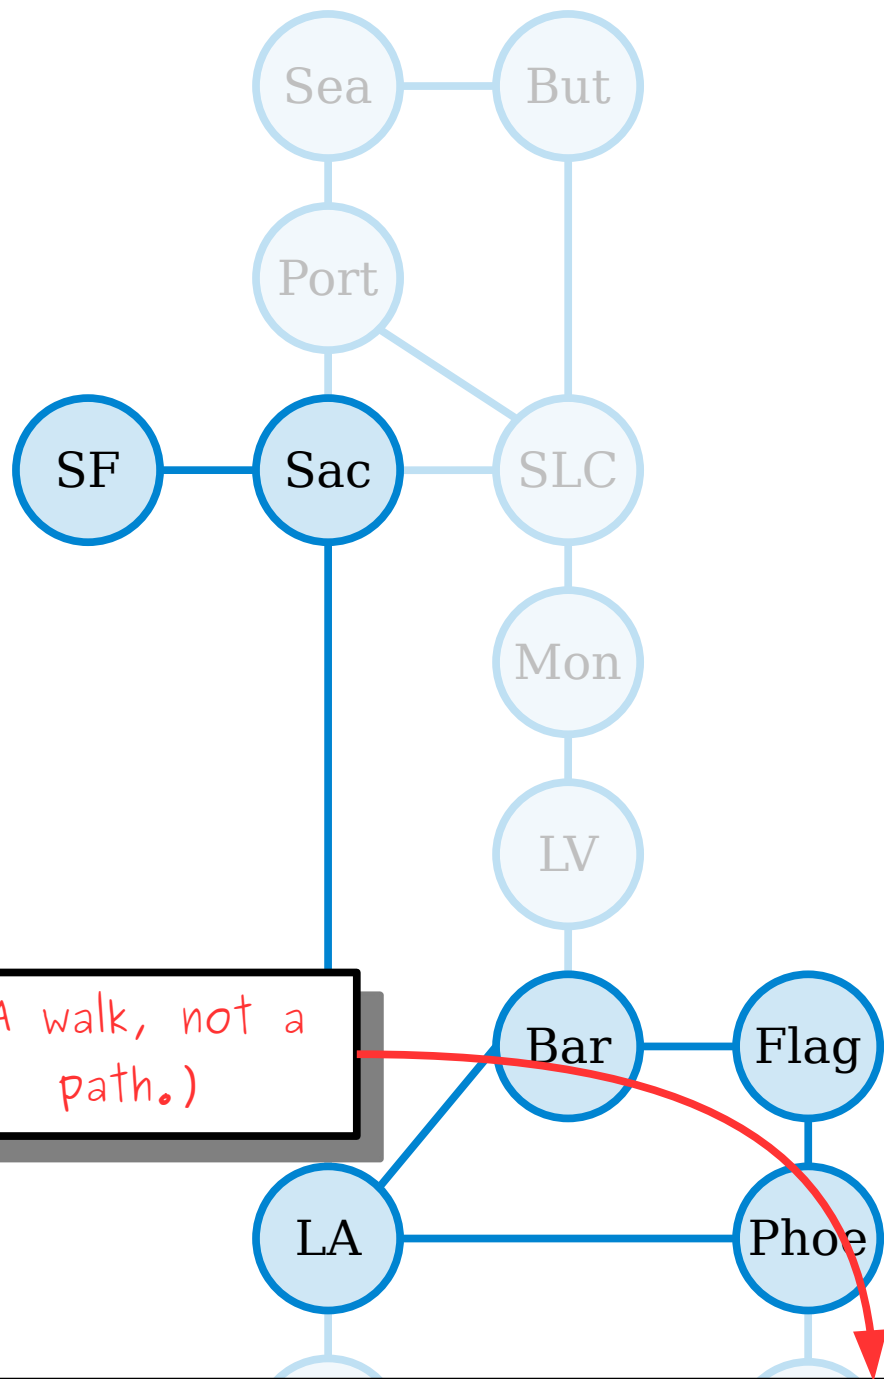 Sea
But
Port
SF
Sac
SLC
Mon
LV
A walk, not a
path.)
Bar
Flag
LA
Phoe